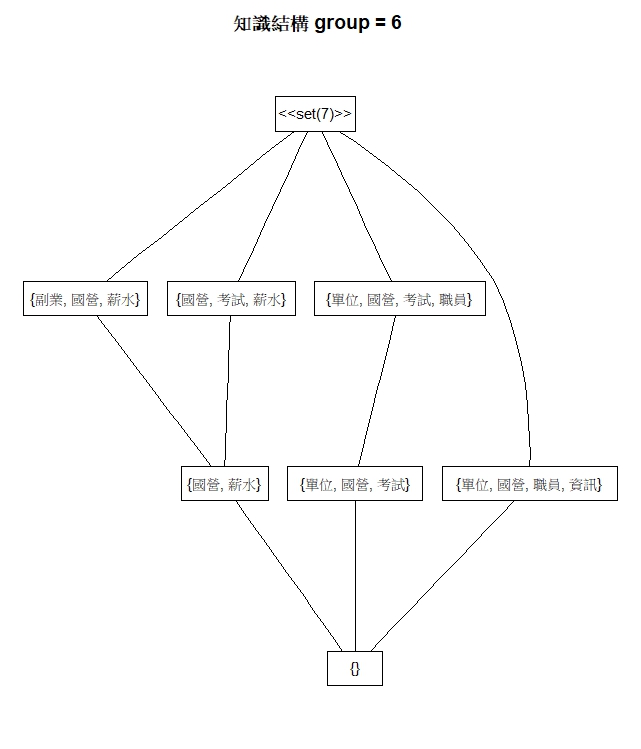 知識結構 group = 6
<<set(7)>>
{副業, 國營, 薪水}
{國營, 考試, 薪水}
{單位, 國營, 考試, 職員}
{國營, 薪水}
{單位, 國營, 考試}
{單位, 國營, 職員, 資訊}
{}